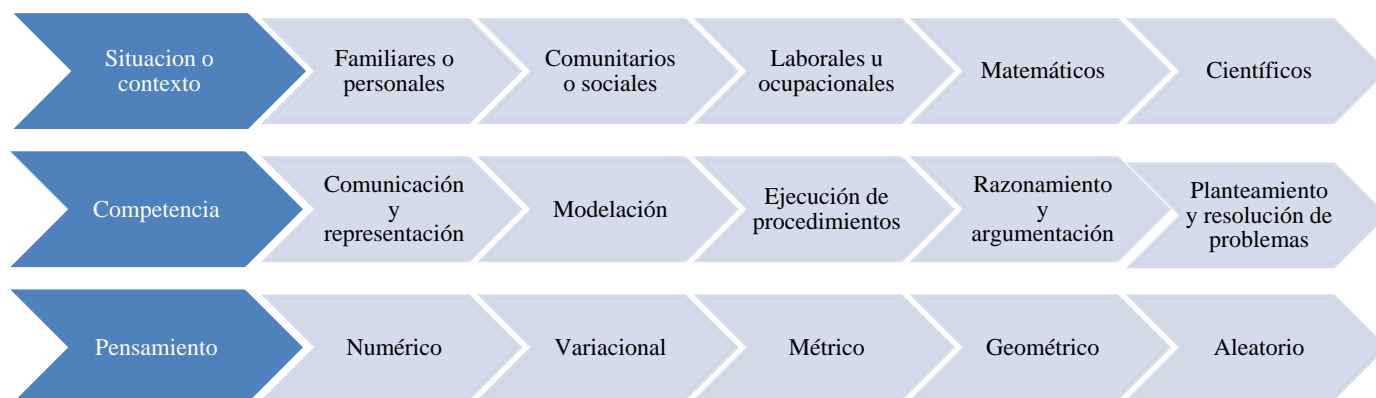 Situacion o
contexto
Familiares o
personales
Comunitarios
o sociales
Laborales u
ocupacionales
Matemáticos
Científicos
Competencia
Comunicación
y
representación
Modelación
Ejecución de
procedimientos
Razonamiento
y
argumentación
Planteamiento
y resolución de
problemas
Pensamiento
Numérico
Variacional
Métrico
Geométrico
Aleatorio